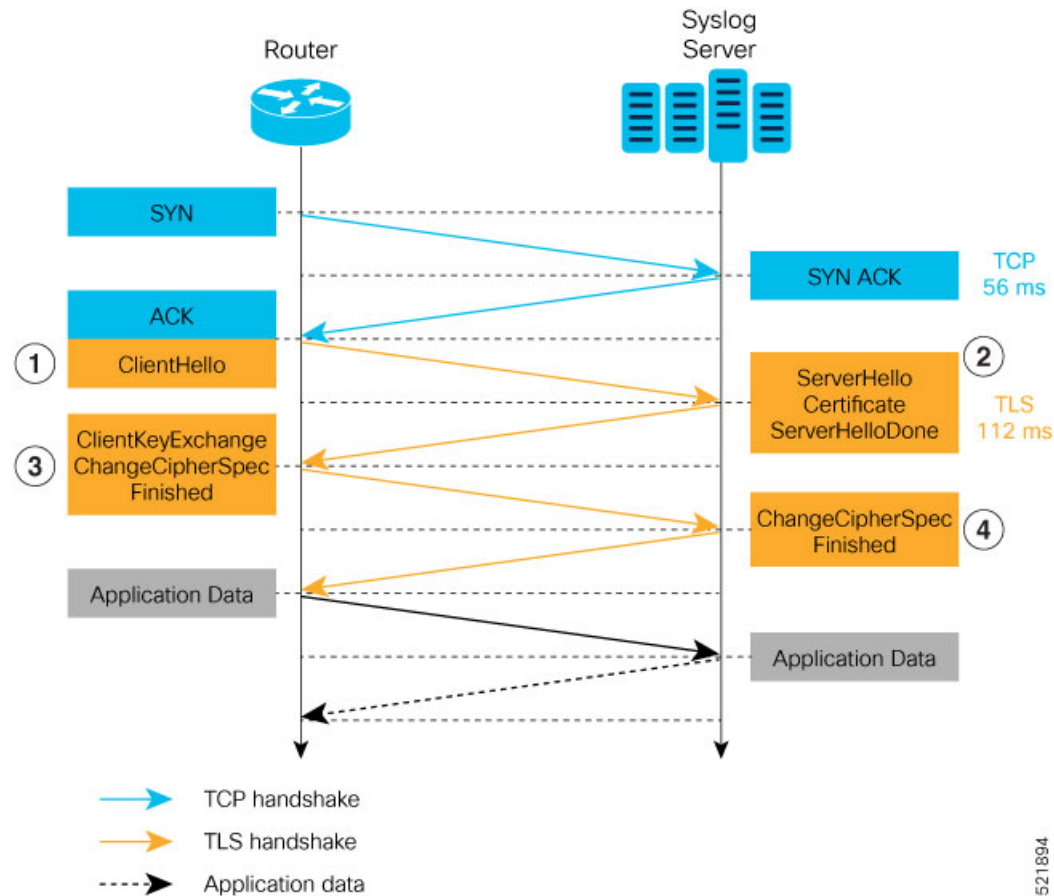 Router
Syslog
Server
SYN
SYN ACK
TCP
56 ms
ACK
1
ClientHello
2
ServerHello
Certificate
ServerHelloDone
TLS
112 ms
3
ClientKeyExchange
ChangeCipherSpec
Finished
ChangeCipherSpec
Finished
4
Application Data
Application Data
TCP handshake
TLS handshake
Application data
521894